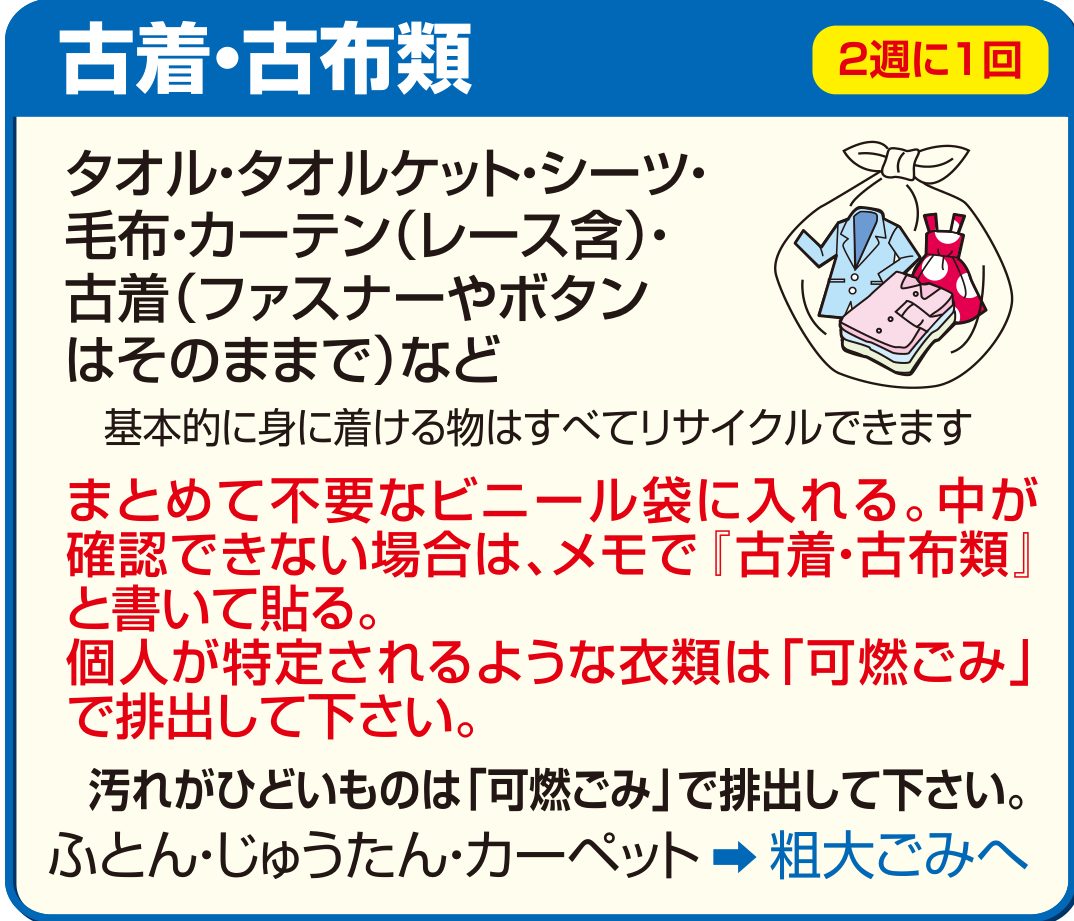 古着・古布類
2週に1回
タオル・タオルケット・シーツ・
毛布・カーテン(レース含)・
古着(ファスナーやボタン
はそのままで)など
基本的に身に着ける物はすべてリサイクルできます
まとめて不要なビニール袋に入れる。中が
確認できない場合は、メモで『古着・古布類』
と書いて貼る。
個人が特定されるような衣類は「可燃ごみ」
で排出して下さい。
汚れがひどいものは「可燃ごみ」で排出して下さい。
ふとん・じゅうたん・カーペット➡粗大ごみへ